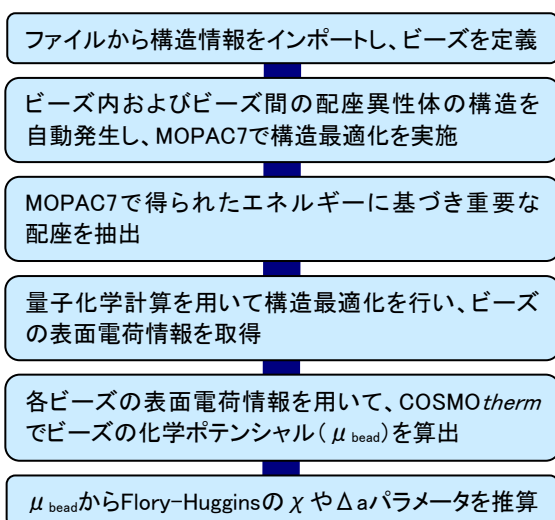 ファイルから構造情報をインポートし、ビーズを定義
ビーズ内およびビーズ間の配座異性体の構造を
自動発生し、MOPAC7で構造最適化を実施
MOPAC7で得られたエネルギーに基づき重要な
配座を抽出
量子化学計算を用いて構造最適化を行い、ビーズ
の表面電荷情報を取得
各ビーズの表面電荷情報を用いて、COSMOtherm
でビーズの化学ポテンシャル(μbead)を算出
μbeadからFlory-HugginsのχやΔaパラメータを推算